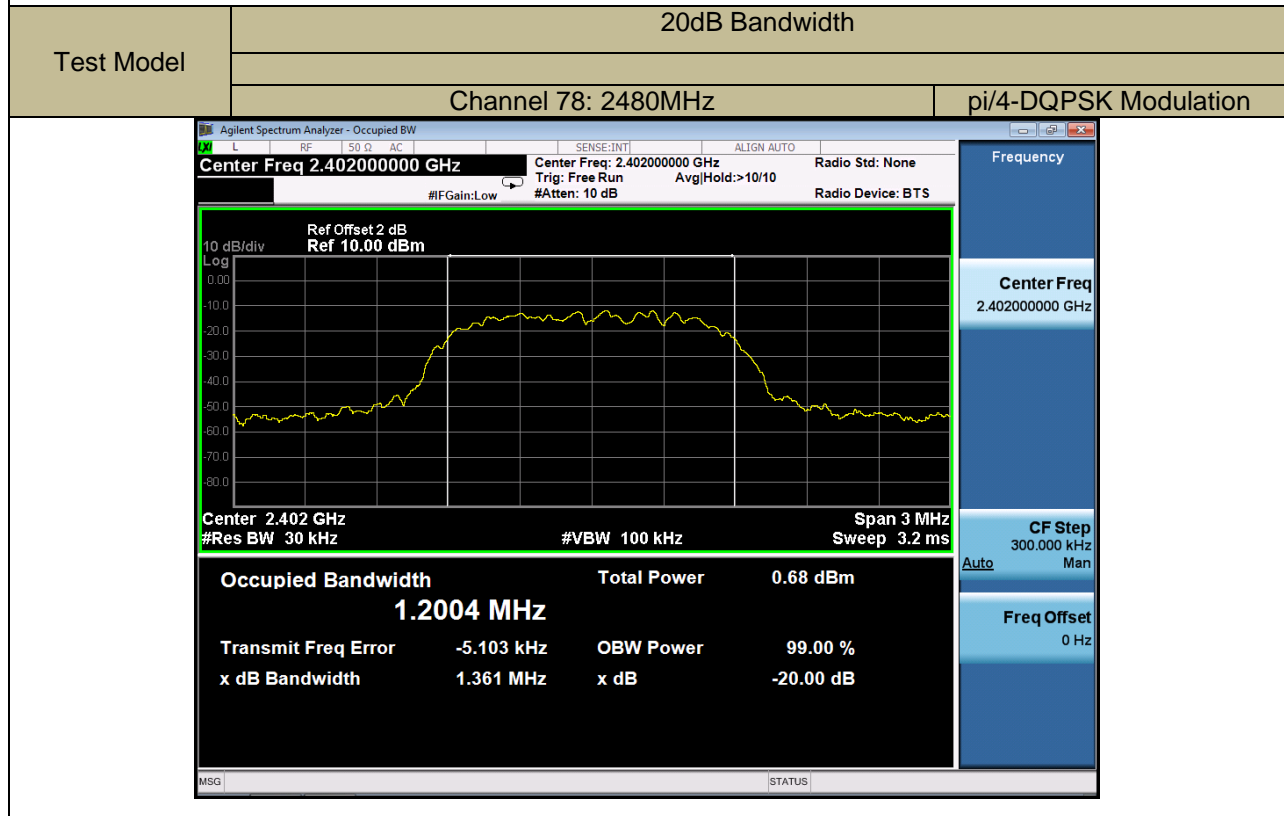 20dB Bandwidth
Test Model
Channel 78: 2480MHz pi/4-DQPSK Modulation
Agilent Spectrum Analyzer - Occupied BW
LXI L RF 50 Ω AC SENSE:INT ALIGN AUTO
Center Freq 2.402000000 GHz Center Freq: 2.402000000 GHz Radio Std: None Frequency
Trig: Free Run Avg|Hold:>10/10
#IFGain:Low #Atten: 10 dB Radio Device: BTS
Ref Offset 2 dB
10 dB/div Ref 10.00 dBm
Log
0.00
-10.0
-20.0
-30.0
-40.0
-50.0
-60.0
-70.0
-80.0
Center Freq
2.402000000 GHz
Center 2.402 GHz Span 3 MHz
#Res BW 30 kHz #VBW 100 kHz Sweep 3.2 ms
CF Step
300.000 kHz
Auto Man
Occupied Bandwidth Total Power 0.68 dBm
1.2004 MHz
Freq Offset
0 Hz
Transmit Freq Error -5.103 kHz OBW Power 99.00 %
x dB Bandwidth 1.361 MHz x dB -20.00 dB
MSG STATUS